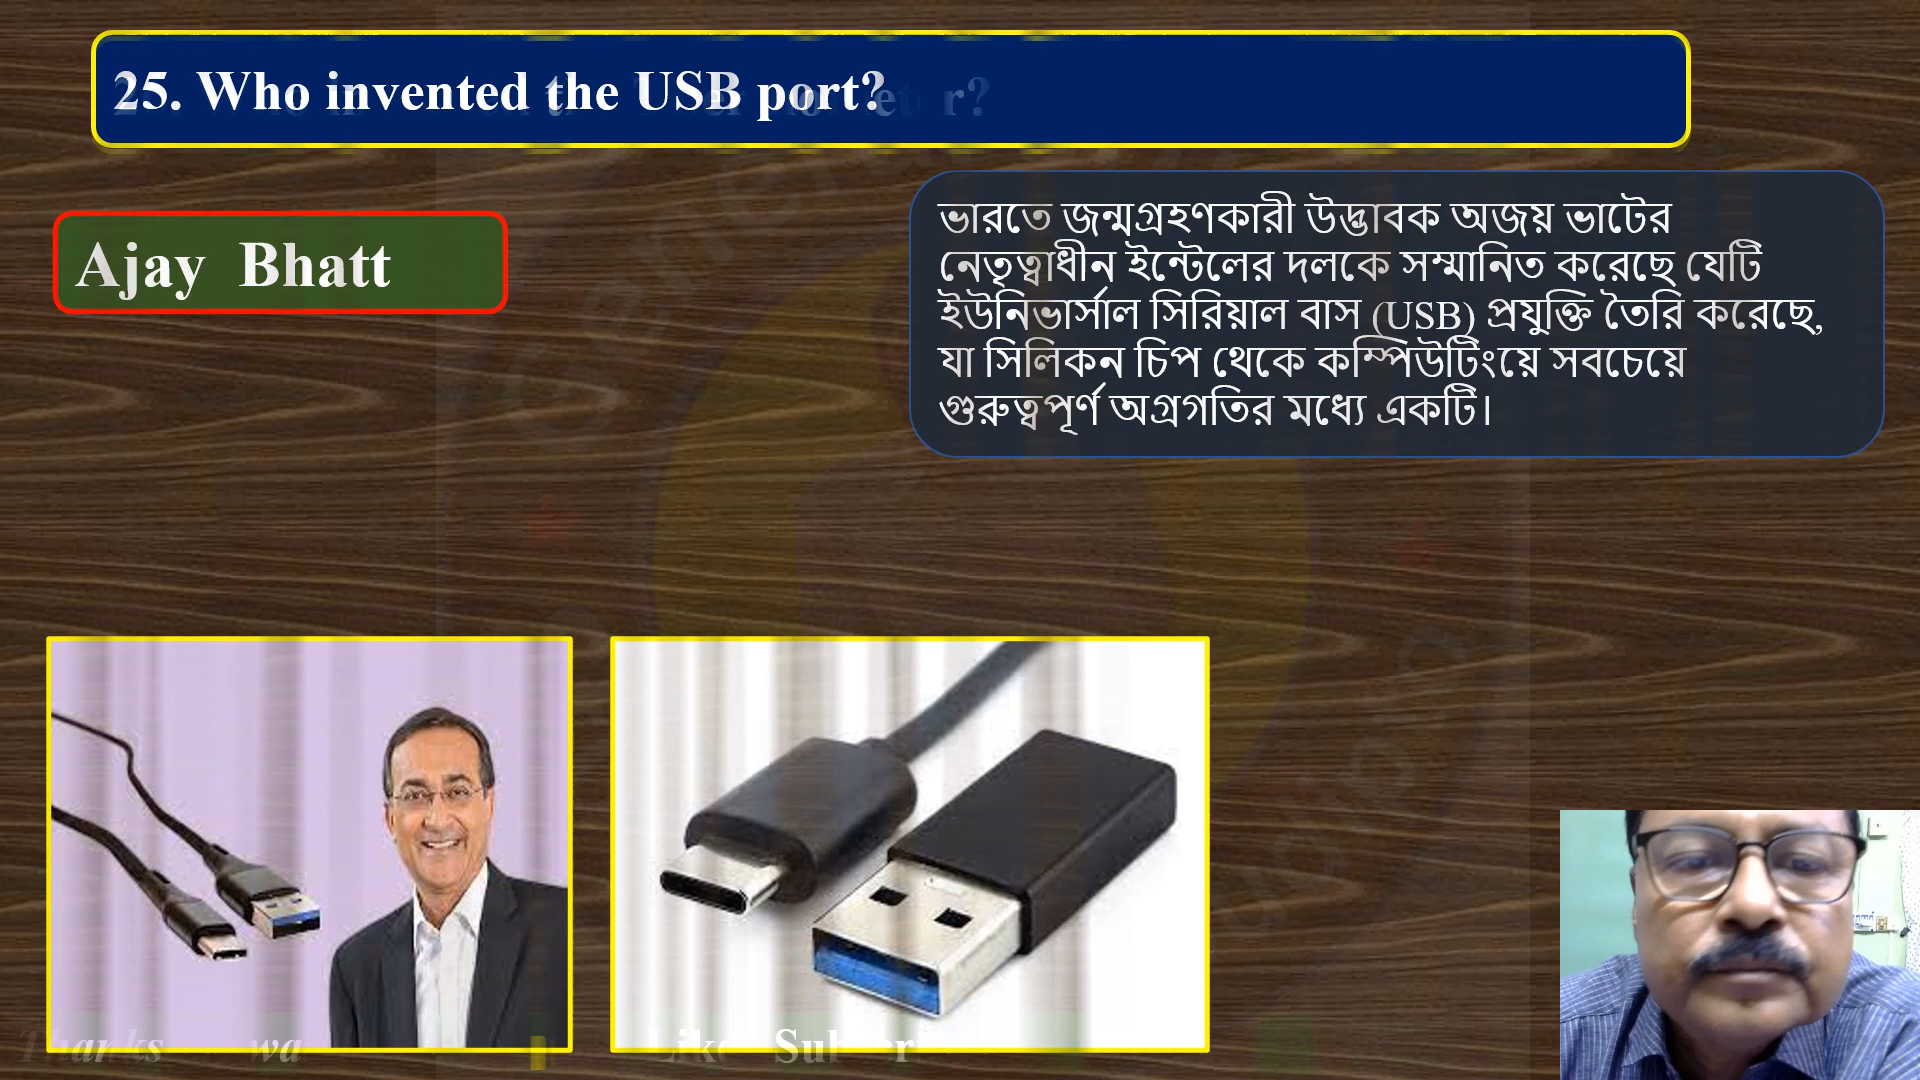 25. Who invented the USB port?
Ajay Bhatt
ভারতে জন্মগ্রহণকারী উদ্ভাবক অজয় ভাটের
নেতৃত্বাধীন ইন্টেলের দলকে সম্মানিত করেছে যেটি
ইউনিভার্সাল সিরিয়াল বাস (USB) প্রযুক্তি তৈরি করেছে,
যা সিলিকন চিপ থেকে কম্পিউটিংয়ে সবচেয়ে
গুরুত্বপূর্ণ অগ্রগতির মধ্যে একটি।